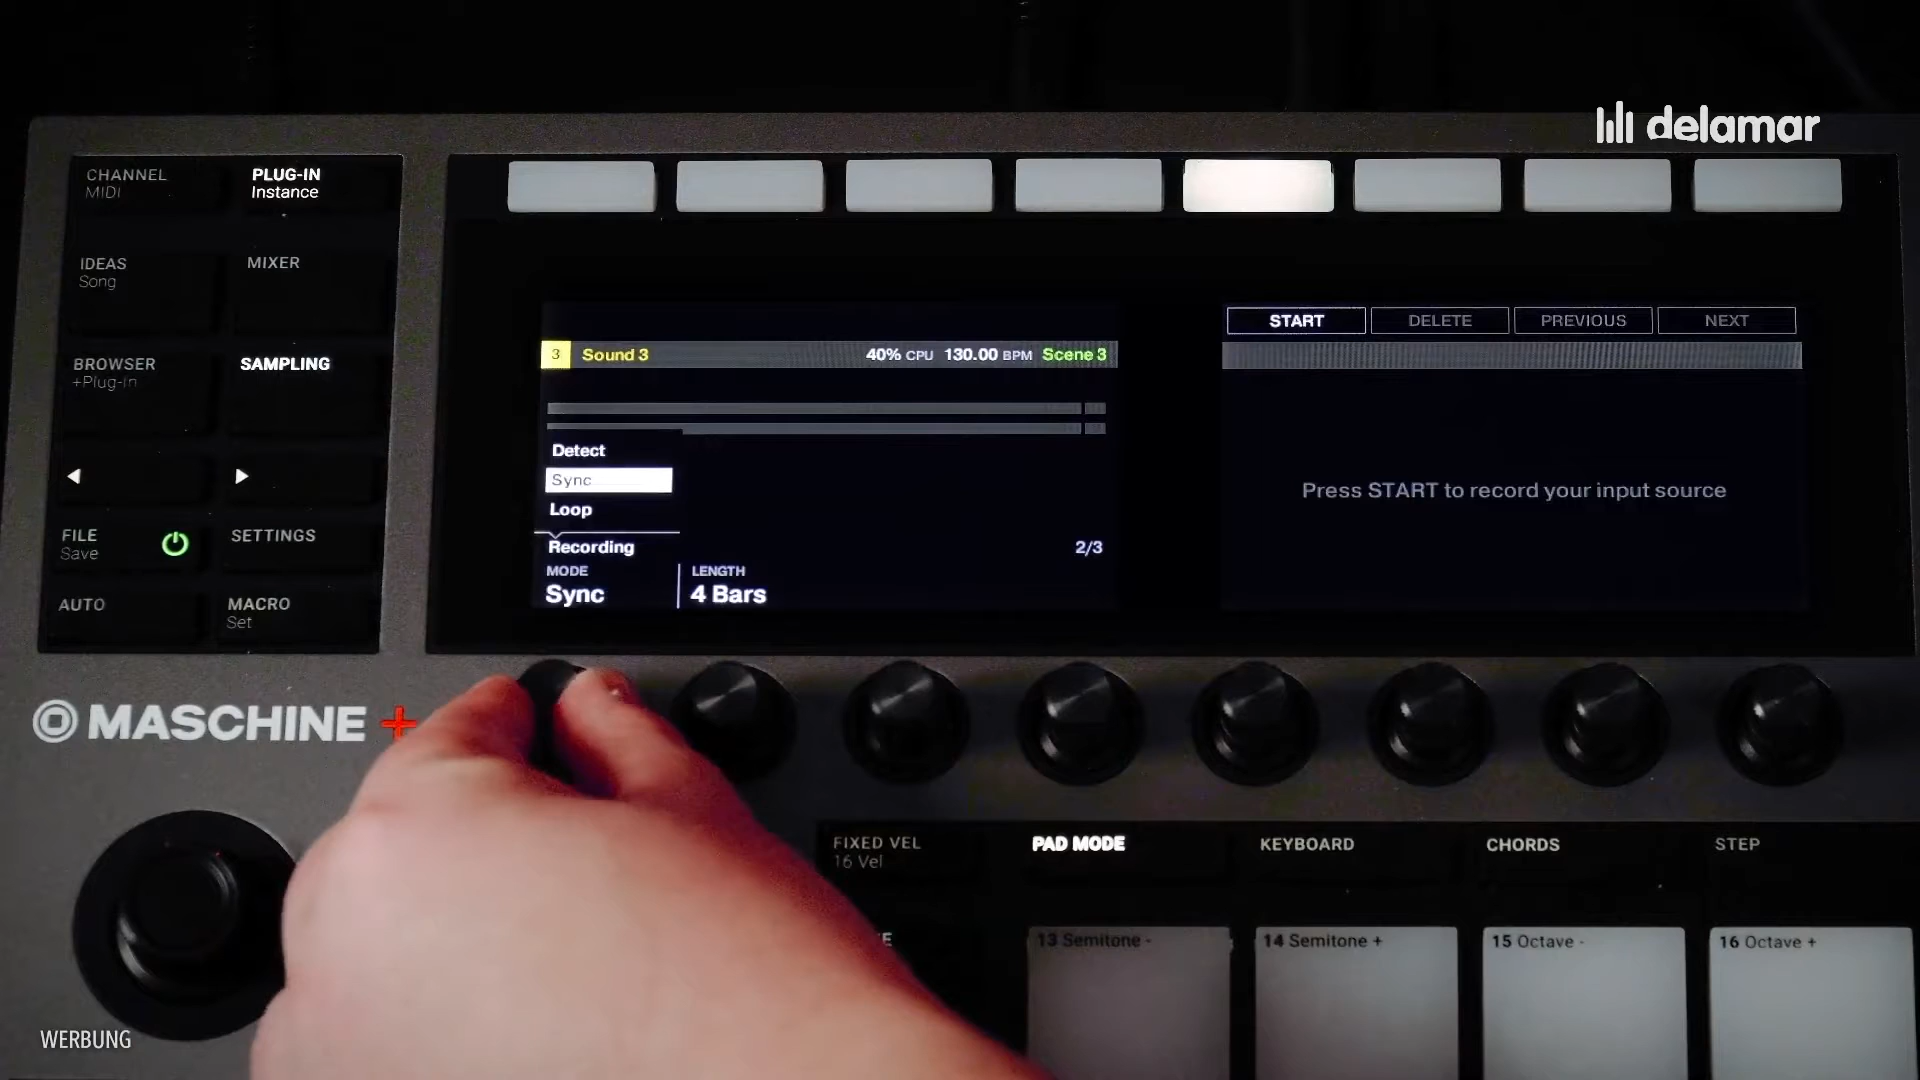 delamar
CHANNEL
MIDI
PLUG-IN
Instance
IDEAS
Song
MIXER
BROWSER
+Plug-in
SAMPLING
FILE
Save
SETTINGS
AUTO
MACRO
Set
3 Sound 3 40% CPU 130.00 BPM Scene 3
Detect
Sync
Loop
Recording 2/3
MODE
Sync
LENGTH
4 Bars
START DELETE PREVIOUS NEXT
Press START to record your input source
MASCHINE +
FIXED VEL
16 Vel
PAD MODE
KEYBOARD
CHORDS
STEP
13 Semitone -
14 Semitone +
15 Octave -
16 Octave +
WERBUNG